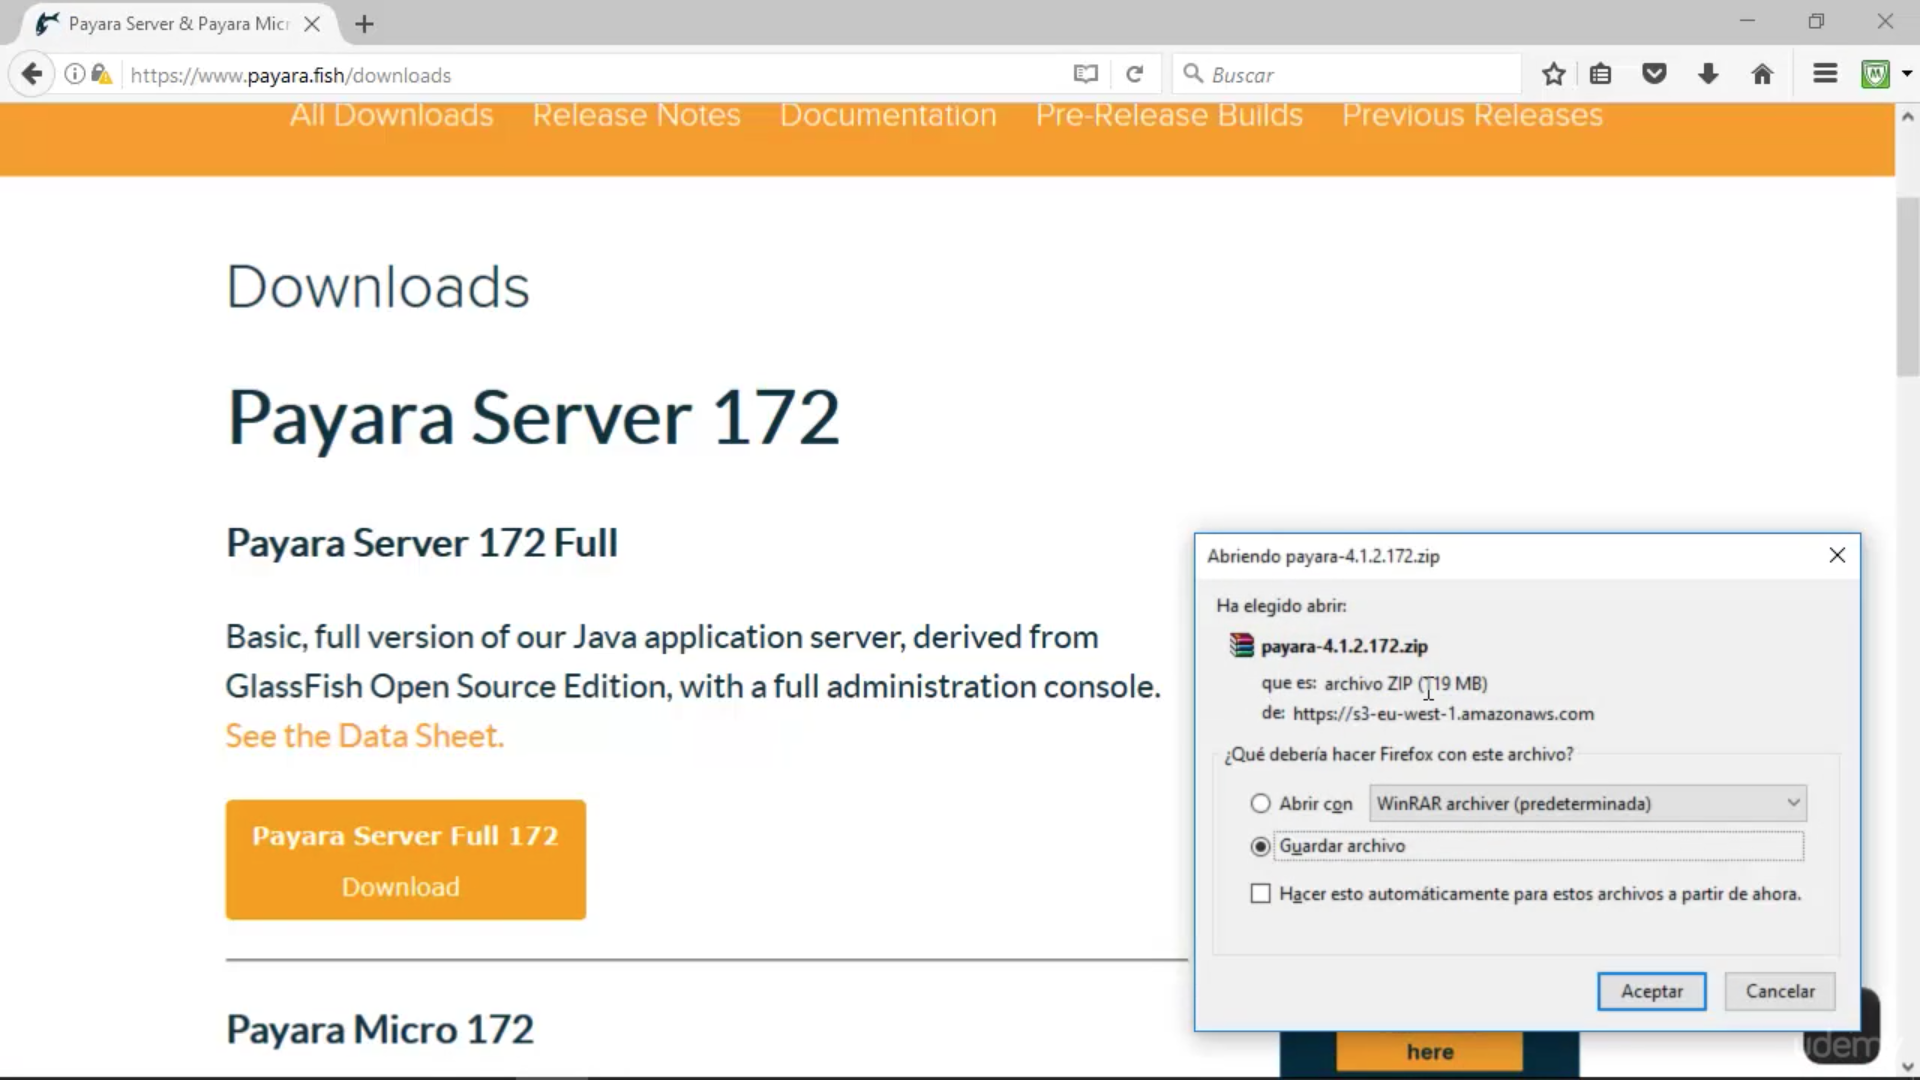 Payara Server & Payara Micr
https://www.payara.fish/downloads
Buscar
All Downloads Release Notes Documentation Pre-Release Builds Previous Releases
Downloads
Payara Server 172
Payara Server 172 Full
Basic, full version of our Java application server, derived from
GlassFish Open Source Edition, with a full administration console.
See the Data Sheet.
Payara Server Full 172
Download
Payara Micro 172
Abriendo payara-4.1.2.172.zip
Ha elegido abrir:
payara-4.1.2.172.zip
que es: archivo ZIP (119 MB)
de: https://s3-eu-west-1.amazonaws.com
¿Qué debería hacer Firefox con este archivo?
Abrir con WinRAR archiver (predeterminada)
Guardar archivo
Hacer esto automáticamente para estos archivos a partir de ahora.
Aceptar Cancelar
here
udemy